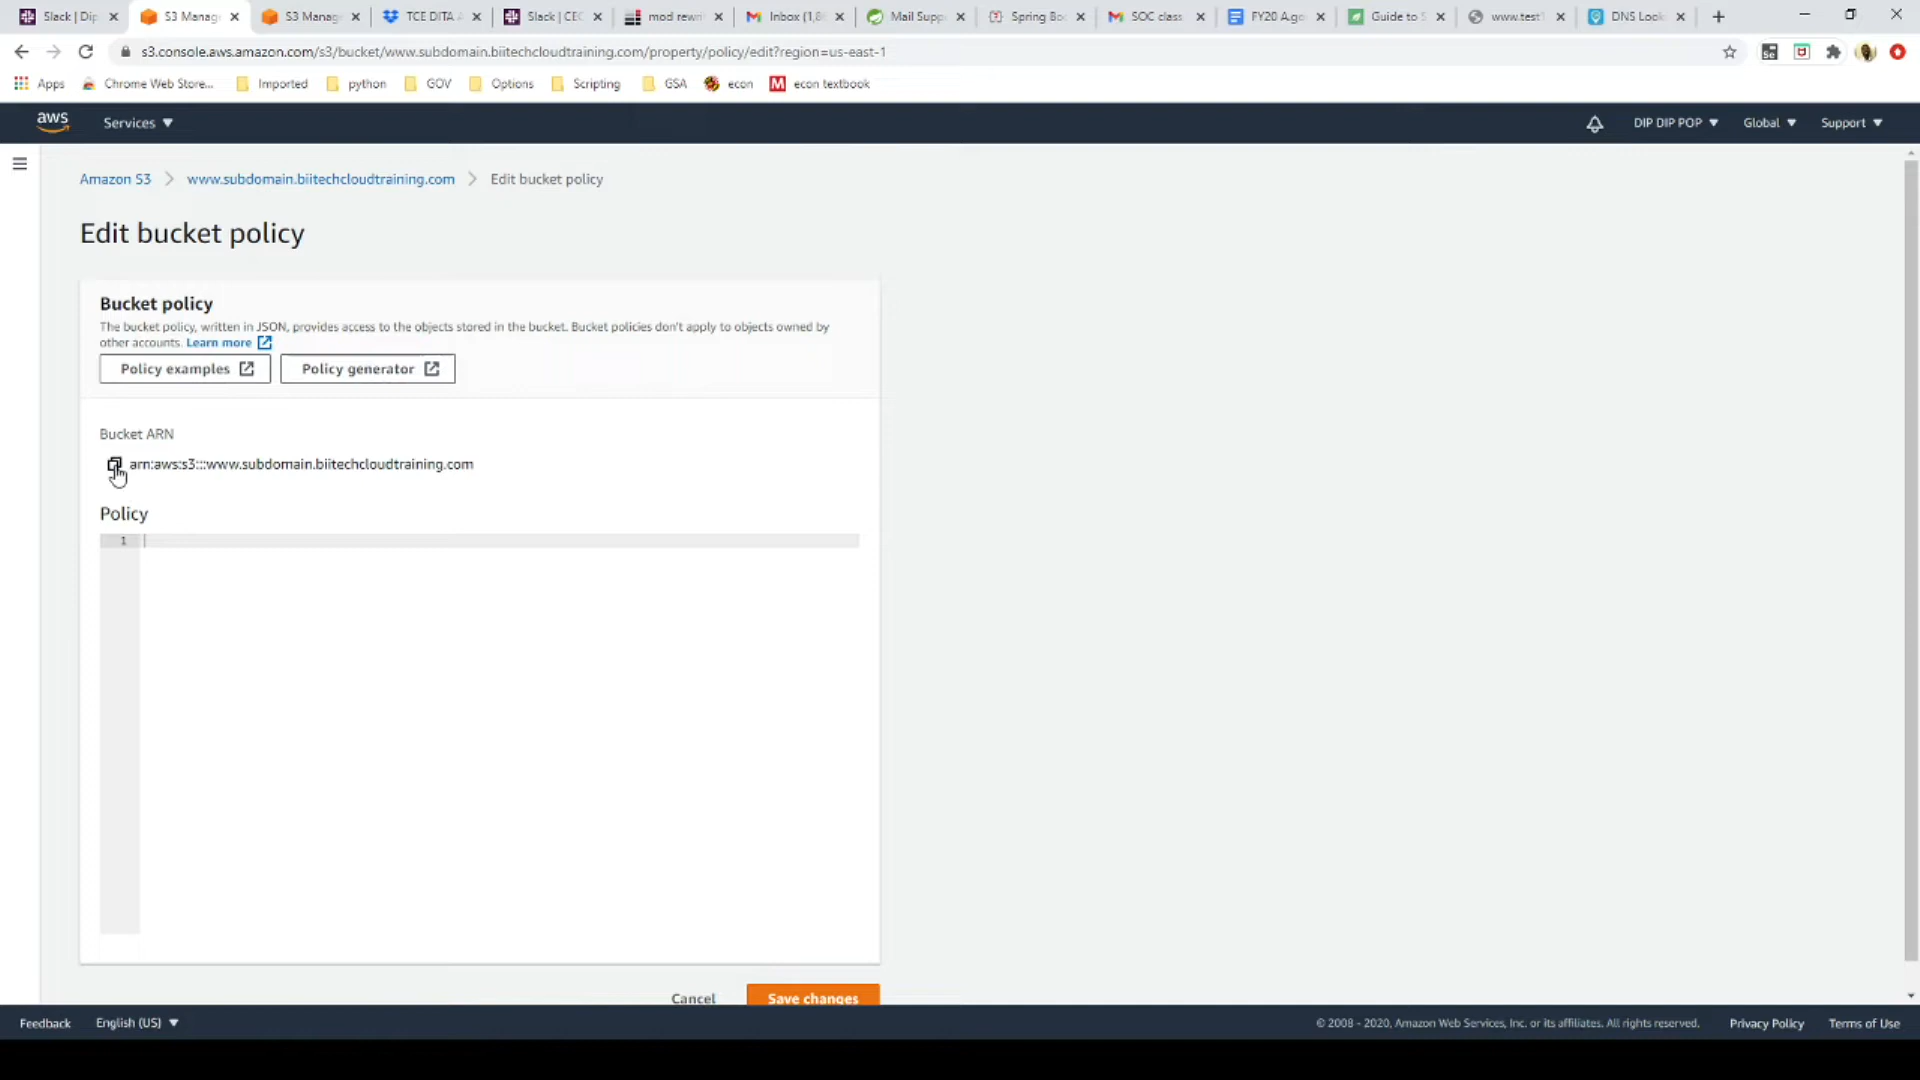 Slack | Dip
S3 Manag
S3 Manag
TCE DITA
Slack | CEC
mod rewri
Inbox (1,8
Mail Supp
Spring Bo
SOC class
FY20 Ago
Guide to S
www.test
DNS Look
s3.console.aws.amazon.com/s3/bucket/www.subdomain.biitechcloudtraining.com/property/policy/edit?region=us-east-1
Apps
Chrome Web Store...
Imported
python
GOV
Options
Scripting
GSA
econ
econ textbook
aws
Services
DIP DIP POP
Global
Support
Amazon S3
www.subdomain.biitechcloudtraining.com
Edit bucket policy
Edit bucket policy
Bucket policy
The bucket policy, written in JSON, provides access to the objects stored in the bucket. Bucket policies don't apply to objects owned by
other accounts. Learn more
Policy examples
Policy generator
Bucket ARN
arn:aws:s3:::www.subdomain.biitechcloudtraining.com
Policy
1
Cancel
Save changes
Feedback
English (US)
© 2008 - 2020, Amazon Web Services, Inc. or its affiliates. All rights reserved.
Privacy Policy
Terms of Use